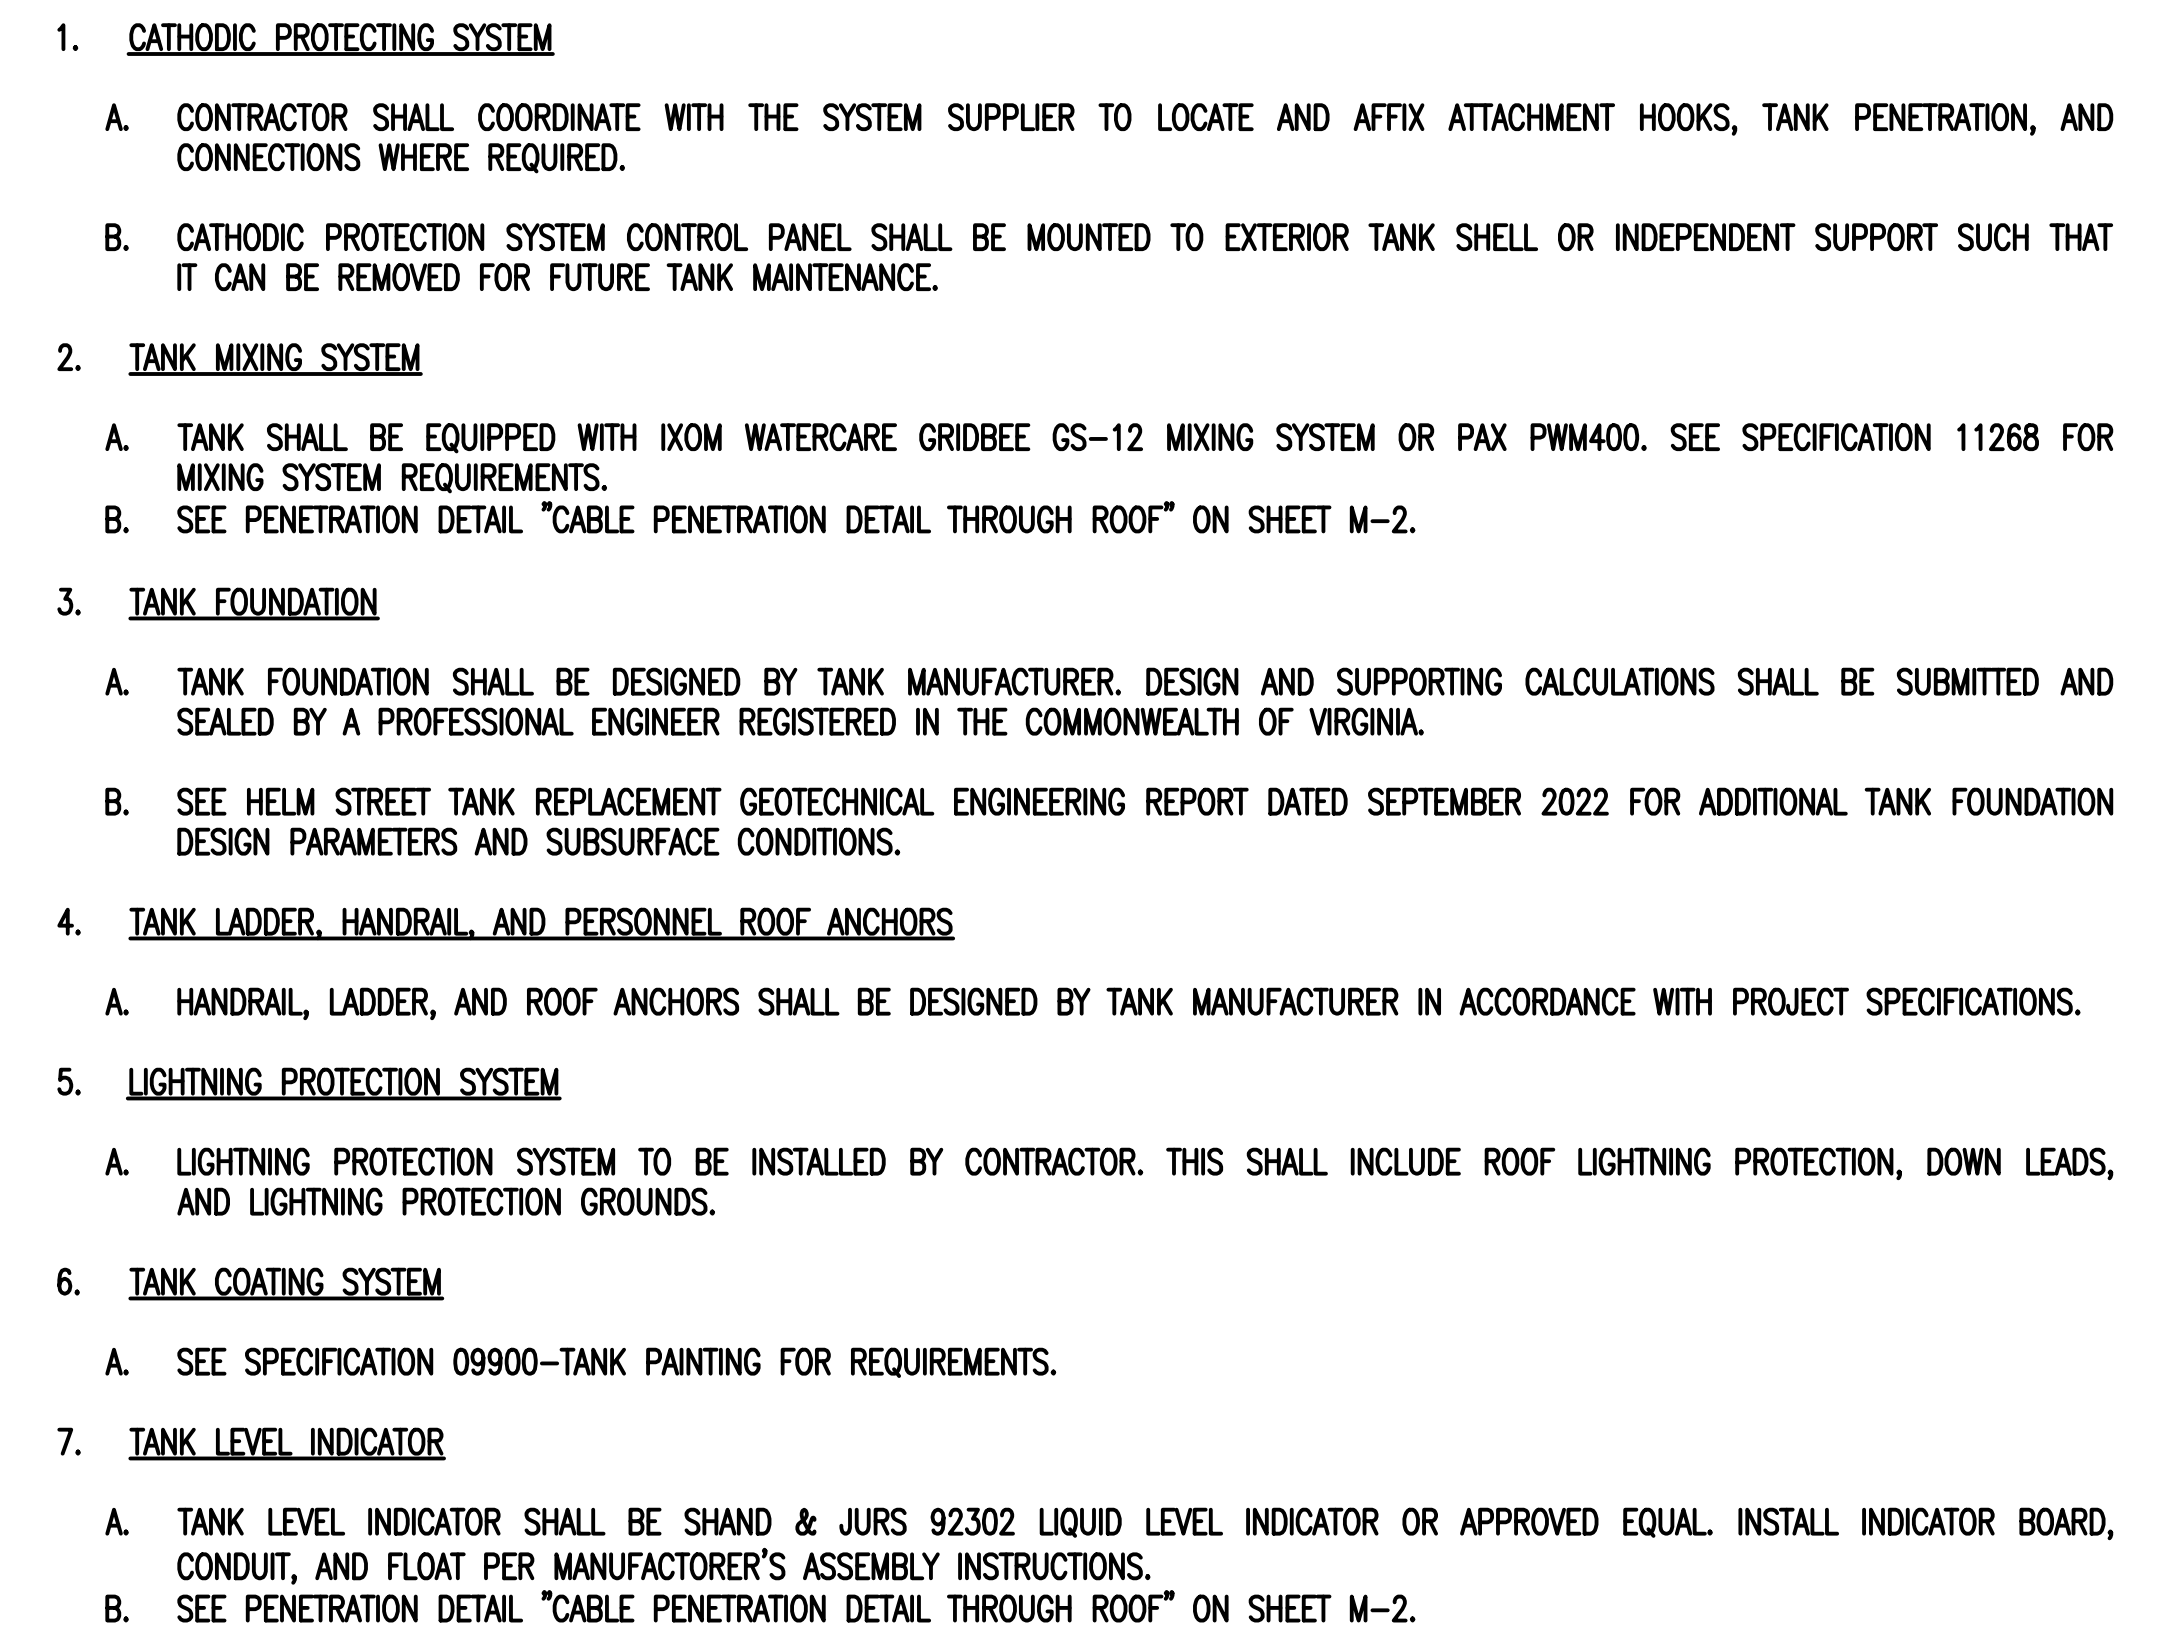 1. CATHODIC PROTECTING SYSTEM
A. CONTRACTOR SHALL COORDINATE WITH THE SYSTEM SUPPLIER TO LOCATE AND AFFIX ATTACHMENT HOOKS, TANK PENETRATION, AND
CONNECTIONS WHERE REQUIRED.
B. CATHODIC PROTECTION SYSTEM CONTROL PANEL SHALL BE MOUNTED TO EXTERIOR TANK SHELL OR INDEPENDENT SUPPORT SUCH THAT
IT CAN BE REMOVED FOR FUTURE TANK MAINTENANCE.
2. TANK MIXING SYSTEM
A. TANK SHALL BE EQUIPPED WITH IXOM WATERCARE GRIDBEE GS-12 MIXING SYSTEM OR PAX PWM400. SEE SPECIFICATION 11268 FOR
MIXING SYSTEM REQUIREMENTS.
B. SEE PENETRATION DETAIL "CABLE PENETRATION DETAIL THROUGH ROOF" ON SHEET M-2.
3. TANK FOUNDATION
A. TANK FOUNDATION SHALL BE DESIGNED BY TANK MANUFACTURER. DESIGN AND SUPPORTING CALCULATIONS SHALL BE SUBMITTED AND
SEALED BY A PROFESSIONAL ENGINEER REGISTERED IN THE COMMONWEALTH OF VIRGINIA.
B. SEE HELM STREET TANK REPLACEMENT GEOTECHNICAL ENGINEERING REPORT DATED SEPTEMBER 2022 FOR ADDITIONAL TANK FOUNDATION
DESIGN PARAMETERS AND SUBSURFACE CONDITIONS.
4. TANK LADDER, HANDRAIL, AND PERSONNEL ROOF ANCHORS
A. HANDRAIL, LADDER, AND ROOF ANCHORS SHALL BE DESIGNED BY TANK MANUFACTURER IN ACCORDANCE WITH PROJECT SPECIFICATIONS.
5. LIGHTNING PROTECTION SYSTEM
A. LIGHTNING PROTECTION SYSTEM TO BE INSTALLED BY CONTRACTOR. THIS SHALL INCLUDE ROOF LIGHTNING PROTECTION, DOWN LEADS,
AND LIGHTNING PROTECTION GROUNDS.
6. TANK COATING SYSTEM
A. SEE SPECIFICATION 09900-TANK PAINTING FOR REQUIREMENTS.
7. TANK LEVEL INDICATOR
A. TANK LEVEL INDICATOR SHALL BE SHAND & JURS 92302 LIQUID LEVEL INDICATOR OR APPROVED EQUAL. INSTALL INDICATOR BOARD,
CONDUIT, AND FLOAT PER MANUFACTORER'S ASSEMBLY INSTRUCTIONS.
B. SEE PENETRATION DETAIL "CABLE PENETRATION DETAIL THROUGH ROOF" ON SHEET M-2.